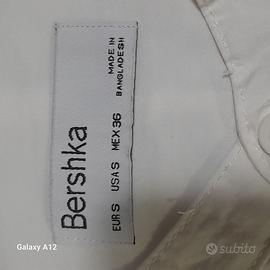 Bershka
EUR S USA S MEX 36
MADE IN
BANGLADESH
Galaxy A12
subito